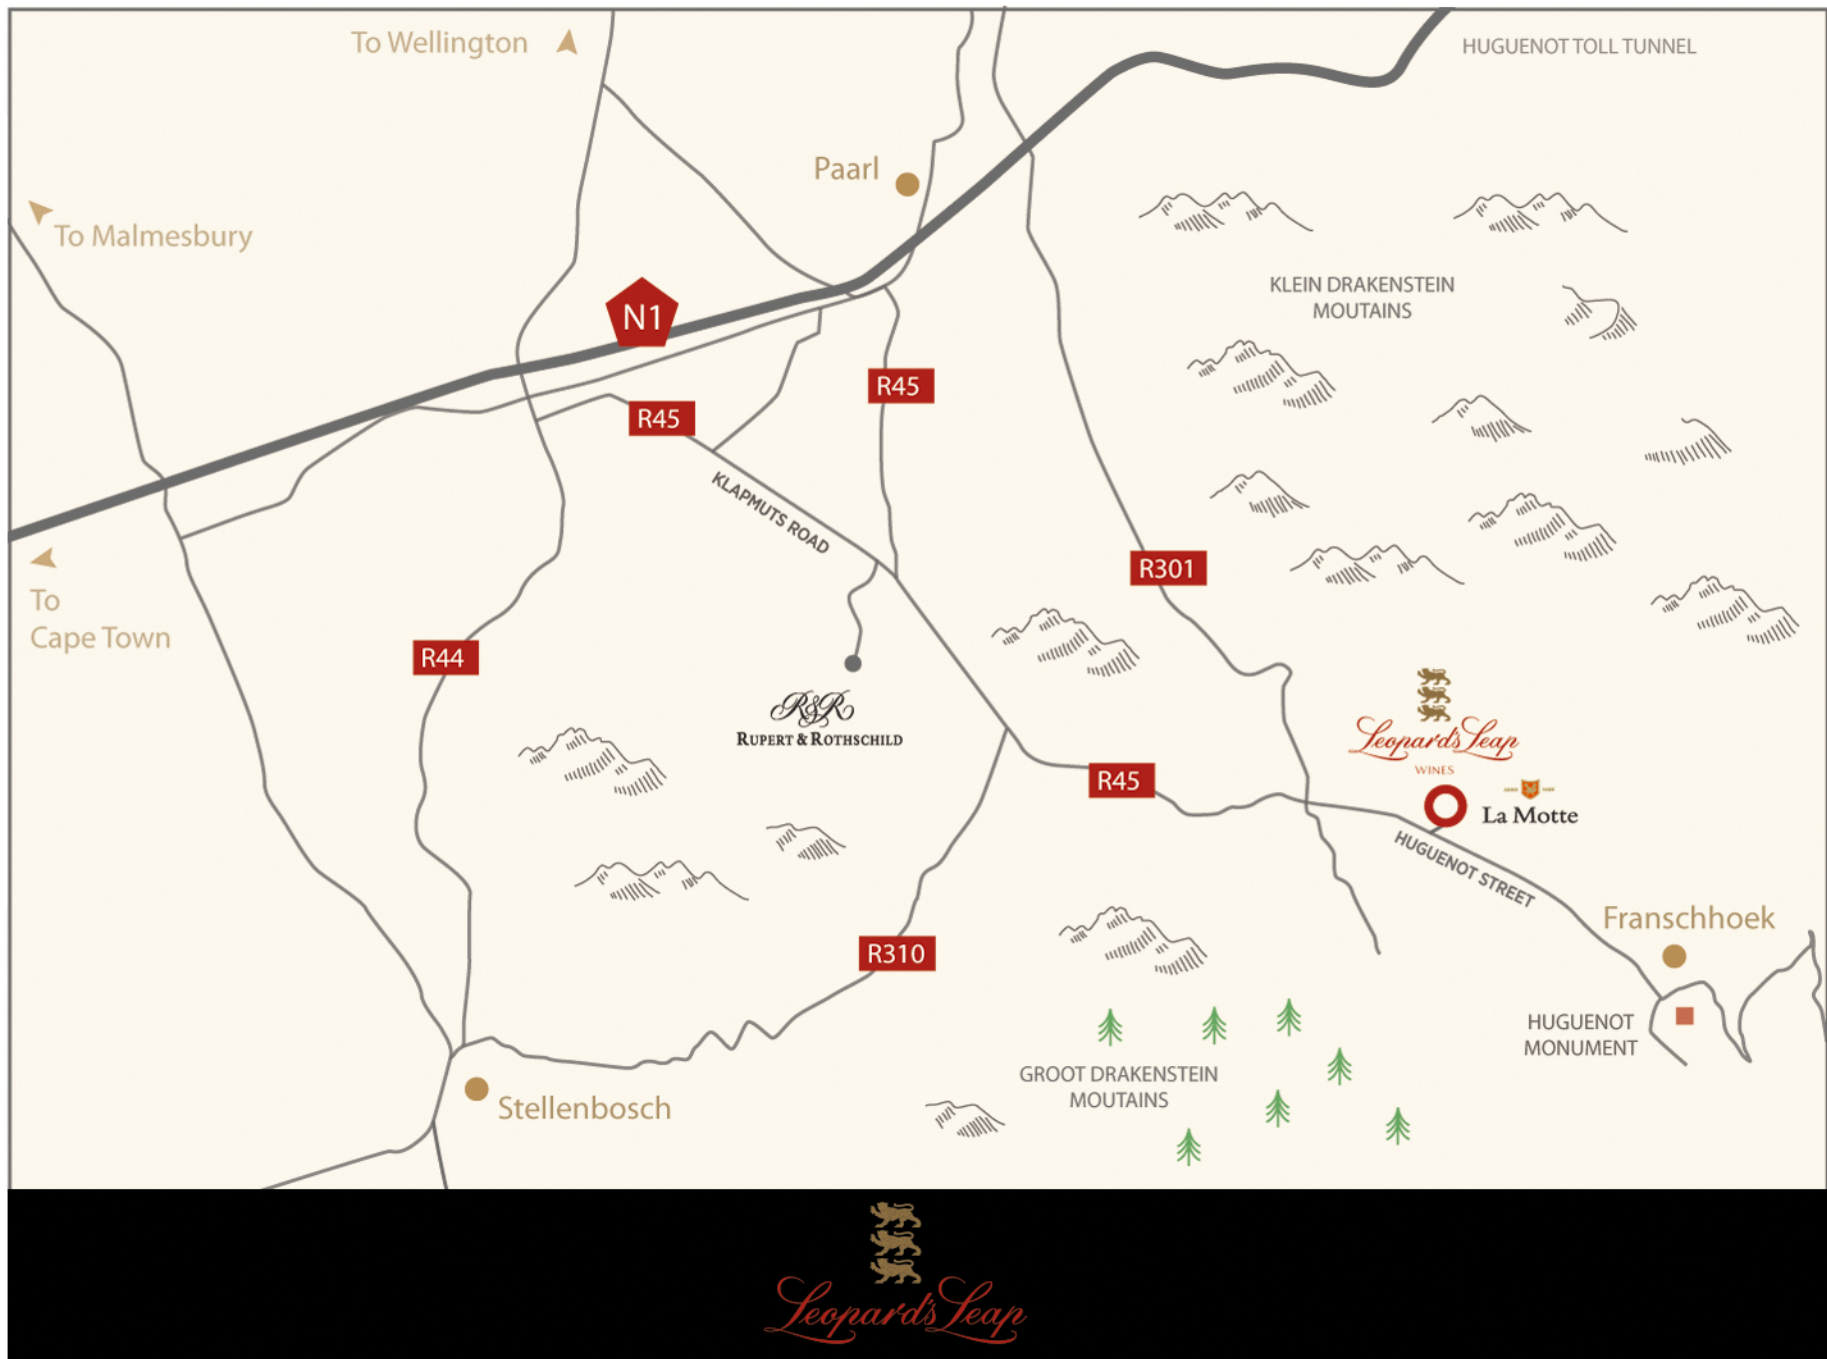 To Wellington
HUGUENOT TOLL TUNNEL
Paarl
To Malmesbury
KLEIN DRAKENSTEIN
MOUTAINS
N1
R45
R45
KLAPMUTS ROAD
R301
To
Cape Town
R44
R&R
RUPERT & ROTHSCHILD
Leopard's Leap
WINES
R45
La Motte
HUGUENOT STREET
Franschhoek
R310
HUGUENOT
MONUMENT
GROOT DRAKENSTEIN
MOUTAINS
Stellenbosch
Leopard's Leap